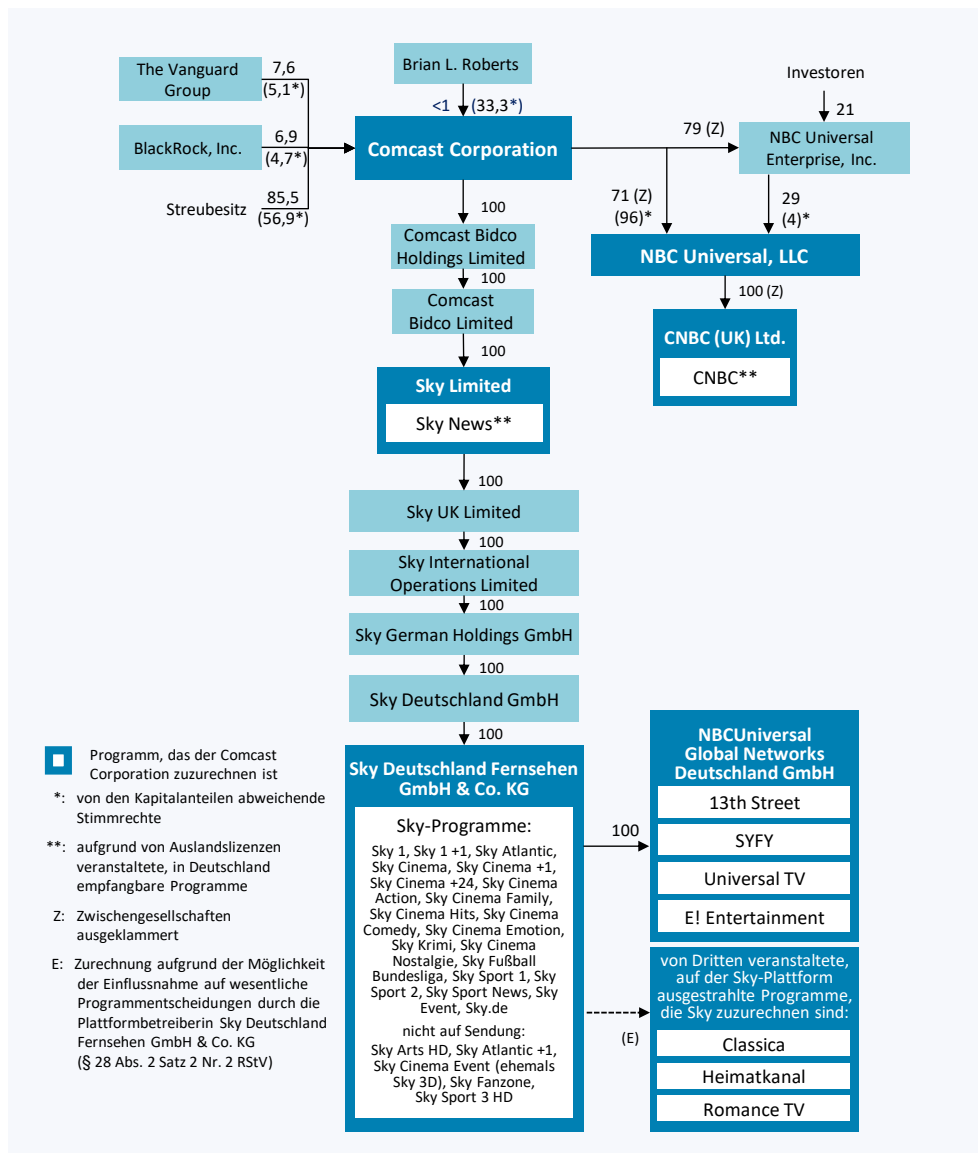 The Vanguard
Group
7,6
(5,1*)
BlackRock, Inc.
6,9
(4,7*)
Streubesitz
85,5
(56,9*)
Brian L. Roberts
<1 (33,3*)
Comcast Corporation
Investoren
21
79 (Z)
NBC Universal
Enterprise, Inc.
71 (Z)
(96)*
29
(4)*
NBC Universal, LLC
100 (Z)
CNBC (UK) Ltd.
CNBC**
100
Comcast Bidco
Holdings Limited
100
Comcast
Bidco Limited
100
Sky Limited
Sky News**
100
Sky UK Limited
100
Sky International
Operations Limited
100
Sky German Holdings GmbH
100
Sky Deutschland GmbH
100
Sky Deutschland Fernsehen
GmbH & Co. KG
Sky-Programme:
Sky 1, Sky 1 +1, Sky Atlantic,
Sky Cinema, Sky Cinema +1,
Sky Cinema +24, Sky Cinema
Action, Sky Cinema Family,
Sky Cinema Hits, Sky Cinema
Comedy, Sky Cinema Emotion,
Sky Krimi, Sky Cinema
Nostalgie, Sky Fußball
Bundesliga, Sky Sport 1, Sky
Sport 2, Sky Sport News, Sky
Event, Sky.de
nicht auf Sendung:
Sky Arts HD, Sky Atlantic +1,
Sky Cinema Event (ehemals
Sky 3D), Sky Fanzone,
Sky Sport 3 HD
100
NBCUniversal
Global Networks
Deutschland GmbH
13th Street
SYFY
Universal TV
E! Entertainment
(E)
von Dritten veranstaltete,
auf der Sky-Plattform
ausgestrahlte Programme,
die Sky zuzurechnen sind:
Classica
Heimatkanal
Romance TV
Programm, das der Comcast
Corporation zuzurechnen ist
*: von den Kapitalanteilen abweichende
Stimmrechte
**: aufgrund von Auslandslizenzen
veranstaltete, in Deutschland
empfangbare Programme
Z: Zwischengesellschaften
ausgeklammert
E: Zurechnung aufgrund der Möglichkeit
der Einflussnahme auf wesentliche
Programmentscheidungen durch die
Plattformbetreiberin Sky Deutschland
Fernsehen GmbH & Co. KG
(§ 28 Abs. 2 Satz 2 Nr. 2 RStV)